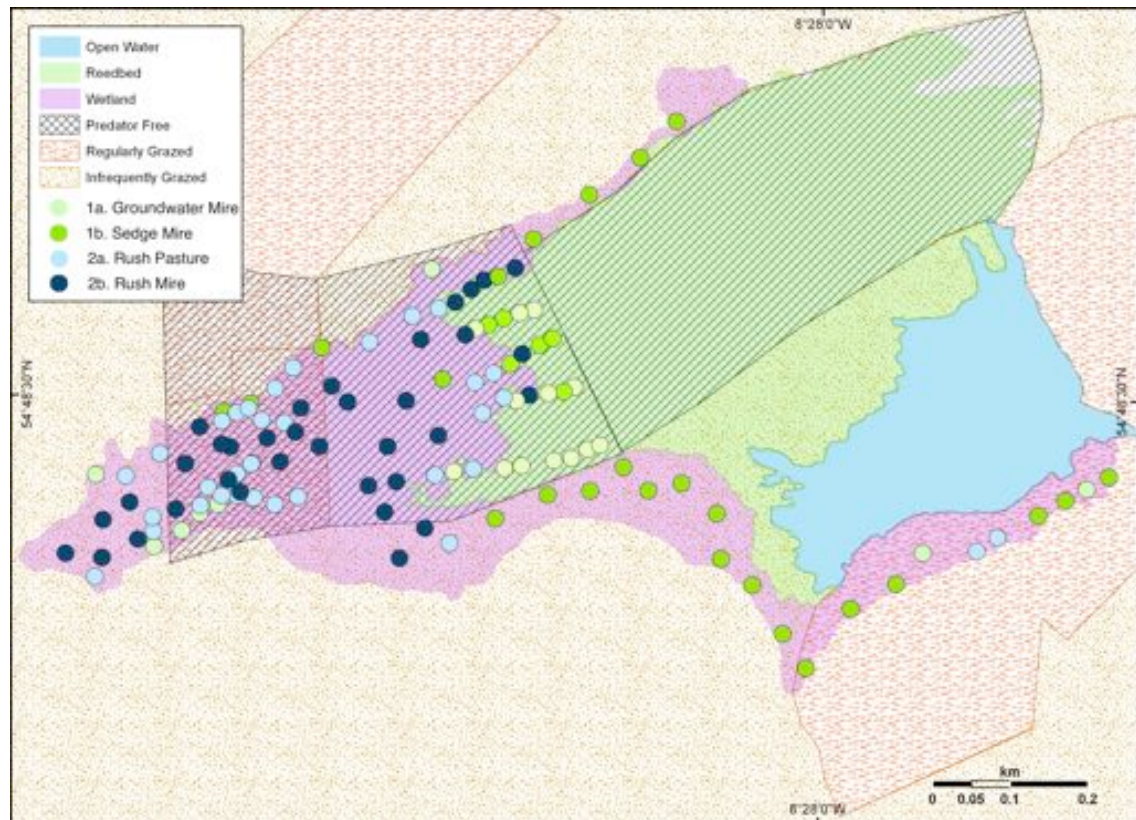 8°28'0"W
Open Water
Reedbed
Wetland
Predator Free
Regularly Grazed
Infrequently Grazed
1a. Groundwater Mire
1b. Sedge Mire
2a. Rush Pasture
2b. Rush Mire
54°48'30"N
54°48'30"N
km
0 0.05 0.1 0.2
8°28'0"W